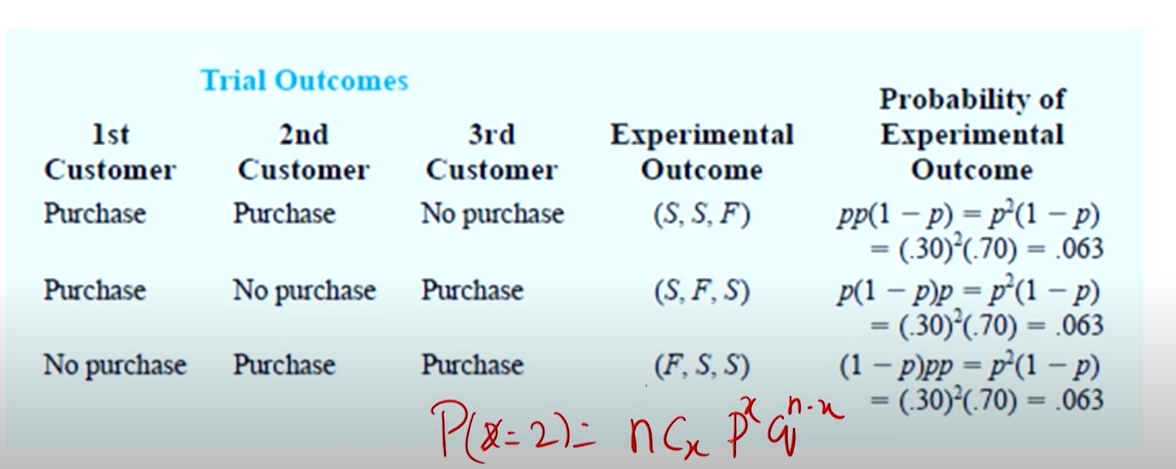 Trial Outcomes
Probability of
1st 2nd 3rd Experimental Experimental
Customer Customer Customer Outcome Outcome
Purchase Purchase No purchase (S, S, F) pp(1 − p) = p²(1 − p)
= (.30)²(.70) = .063
Purchase No purchase Purchase (S, F, S) p(1 − p)p = p²(1 − p)
= (.30)²(.70) = .063
No purchase Purchase Purchase (F, S, S) (1 − p)pp = p²(1 − p)
= (.30)²(.70) = .063
P(x=2)= nCx pˣ qⁿ⁻ˣ